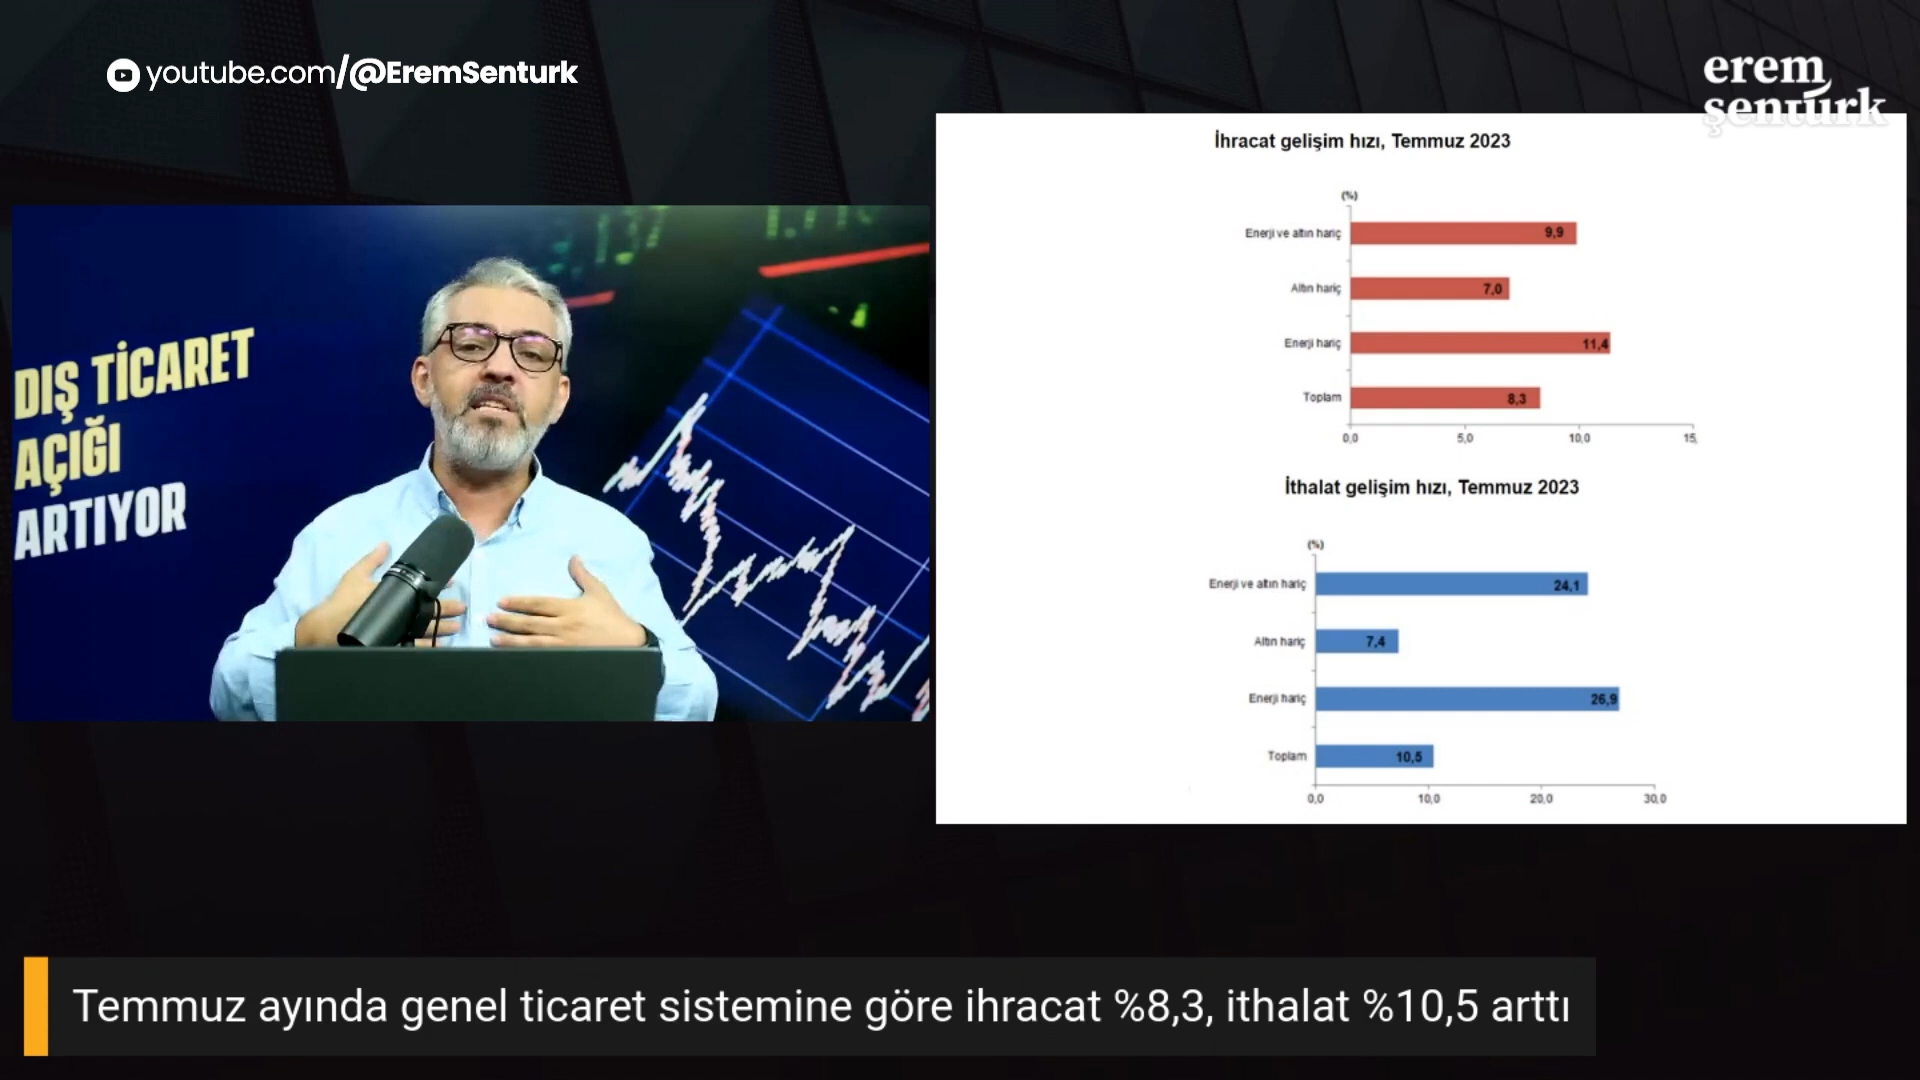 youtube.com/@EremSenturk
erem
şentürk
DIŞ TİCARET
AÇIĞI
ARTIYOR
İhracat gelişim hızı, Temmuz 2023
(%)
Enerji ve altın hariç 9,9
Altın hariç 7,0
Enerji hariç 11,4
Toplam 8,3
0,0 5,0 10,0 15,
İthalat gelişim hızı, Temmuz 2023
(%)
Enerji ve altın hariç 24,1
Altın hariç 7,4
Enerji hariç 26,9
Toplam 10,5
0,0 10,0 20,0 30,0
Temmuz ayında genel ticaret sistemine göre ihracat %8,3, ithalat %10,5 arttı